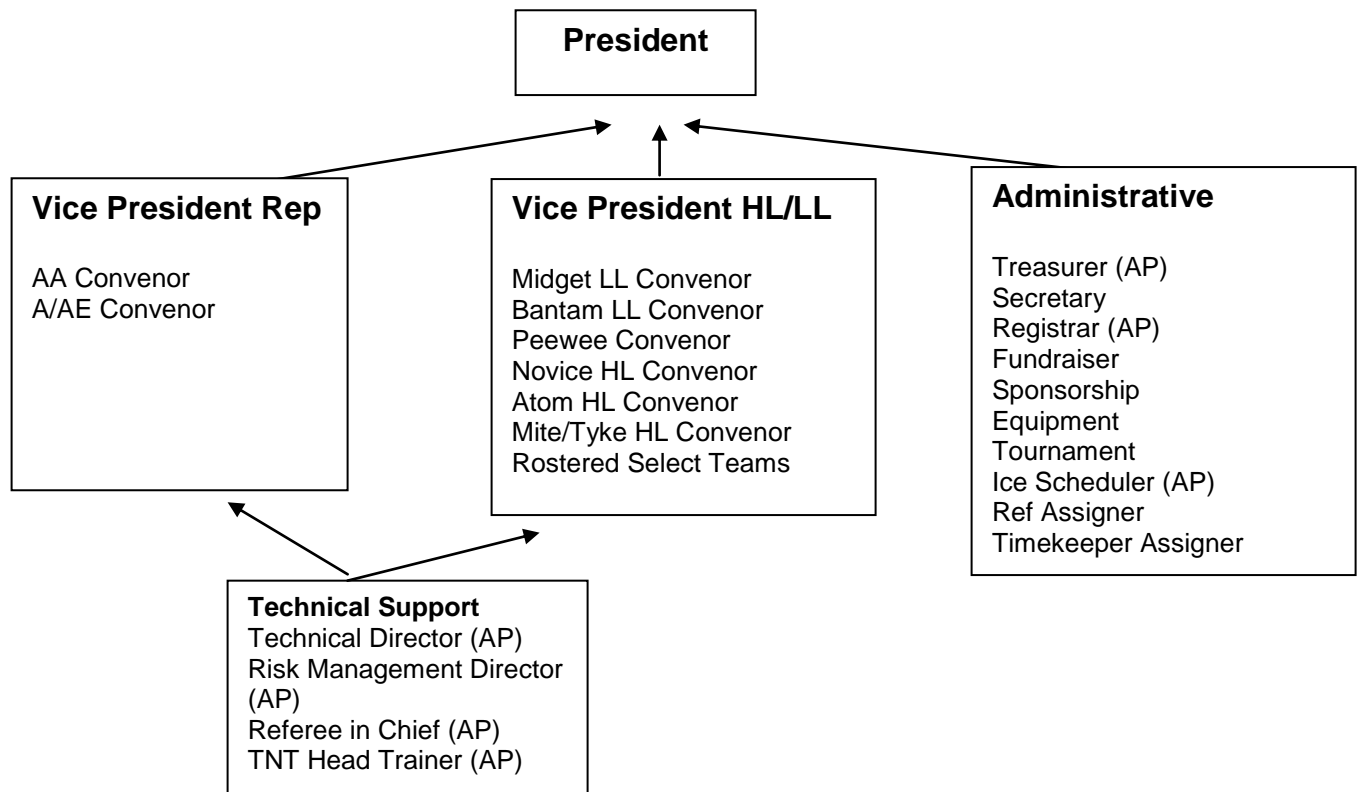 President
Vice President Rep
AA Convenor
A/AE Convenor
Vice President HL/LL
Midget LL Convenor
Bantam LL Convenor
Peewee Convenor
Novice HL Convenor
Atom HL Convenor
Mite/Tyke HL Convenor
Rostered Select Teams
Administrative
Treasurer (AP)
Secretary
Registrar (AP)
Fundraiser
Sponsorship
Equipment
Tournament
Ice Scheduler (AP)
Ref Assigner
Timekeeper Assigner
Technical Support
Technical Director (AP)
Risk Management Director
(AP)
Referee in Chief (AP)
TNT Head Trainer (AP)